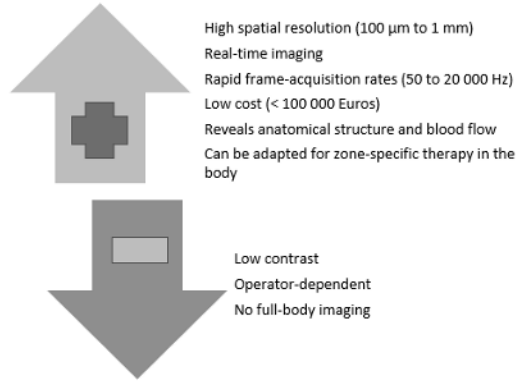 High spatial resolution (100 µm to 1 mm)
Real-time imaging
Rapid frame-acquisition rates (50 to 20 000 Hz)
Low cost (< 100 000 Euros)
Reveals anatomical structure and blood flow
Can be adapted for zone-specific therapy in the
body
Low contrast
Operator-dependent
No full-body imaging